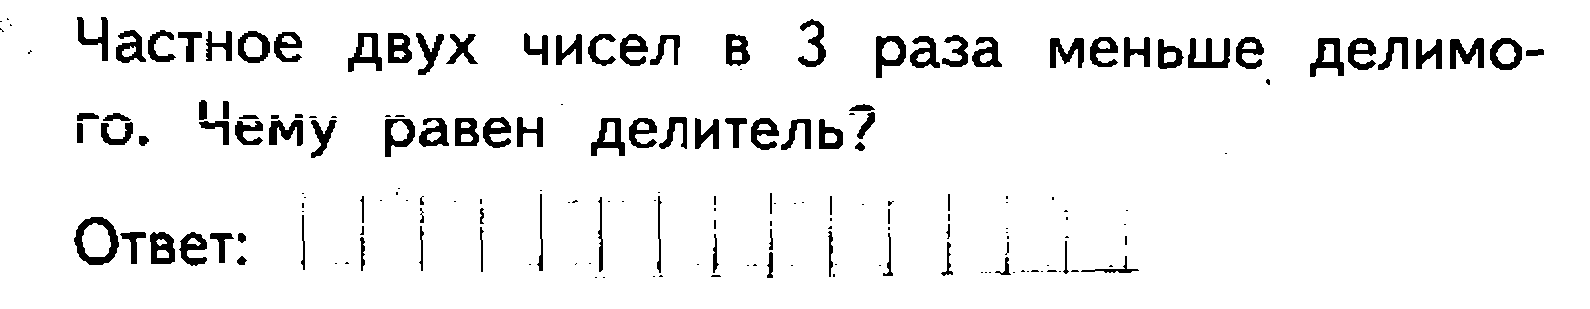 Частное двух чисел в 3 раза меньше делимо-
го. Чему равен делитель?
Ответ: